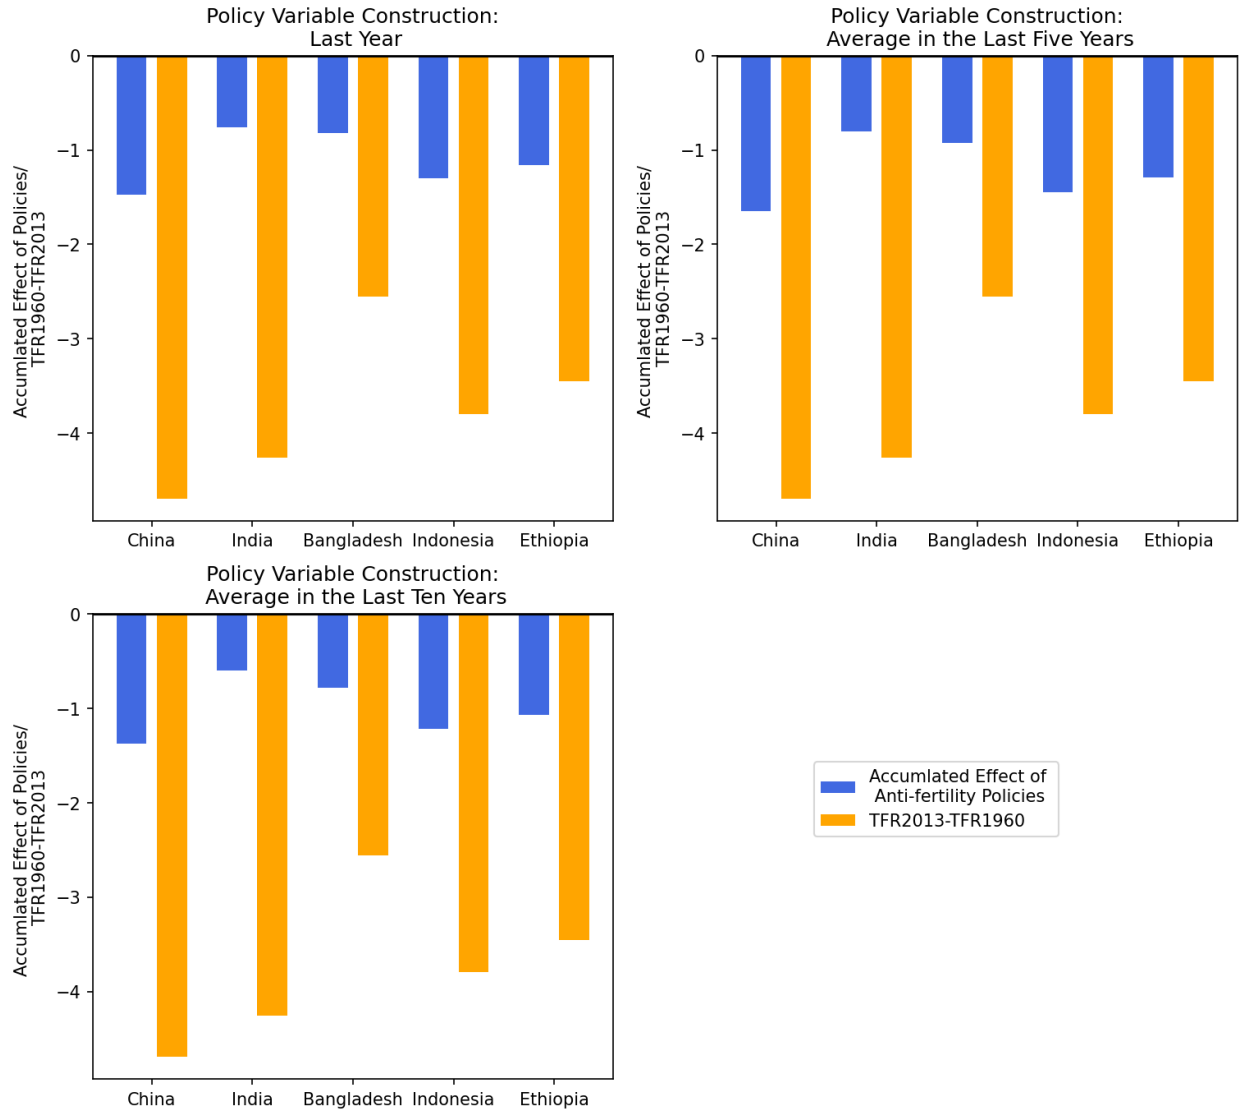 Policy Variable Construction:
Last Year
0
−1
−2
−3
−4
Accumlated Effect of Policies/
TFR1960-TFR2013
China
India
Bangladesh
Indonesia
Ethiopia
Policy Variable Construction:
Average in the Last Five Years
0
−1
−2
−3
−4
Accumlated Effect of Policies/
TFR1960-TFR2013
China
India
Bangladesh
Indonesia
Ethiopia
Policy Variable Construction:
Average in the Last Ten Years
0
−1
−2
−3
−4
Accumlated Effect of Policies/
TFR1960-TFR2013
China
India
Bangladesh
Indonesia
Ethiopia
Accumlated Effect of
Anti-fertility Policies
TFR2013-TFR1960